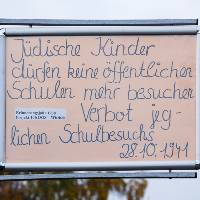 Jüdische Kinder
dürfen keine öffentlichen
Schulen mehr besuchen
Verbot jeg-
lichen Schulbesuchs
28.10.1941